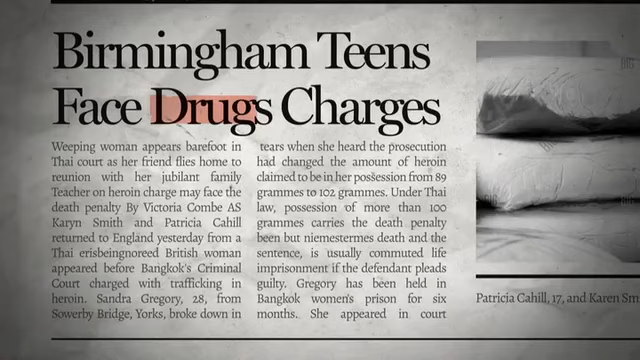 Birmingham Teens
Face Drugs Charges
Weeping woman appears barefoot in
Thai court as her friend flies home to
reunion with her jubilant family
Teacher on heroin charge may face the
death penalty By Victoria Combe AS
Karyn Smith and Patricia Cahill
returned to England yesterday from a
Thai erisbeingnoreed British woman
appeared before Bangkok's Criminal
Court charged with trafficking in
heroin. Sandra Gregory, 28, from
Sowerby Bridge, Yorks, broke down in
tears when she heard the prosecution
had changed the amount of heroin
claimed to be in her possession from 89
grammes to 102 grammes. Under Thai
law, possession of more than 100
grammes carries the death penalty
been but niemestermes death and the
sentence, is usually commuted life
imprisonment if the defendant pleads
guilty. Gregory has been held in
Bangkok women's prison for six
months. She appeared in court
Patricia Cahill, 17, and Karen Sm